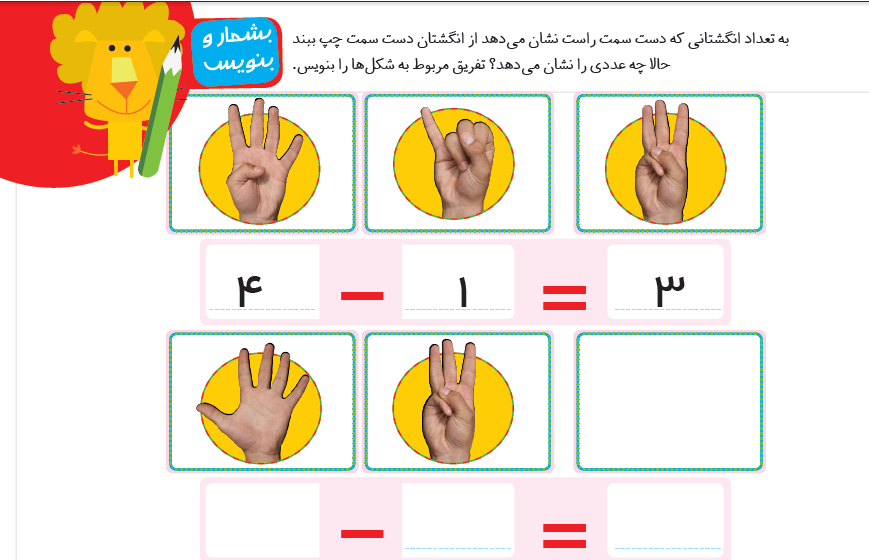 بشمار و
بنویس
به تعداد انگشتانی که دست سمت راست نشان می‌دهد از انگشتان دست سمت چپ ببند
حالا چه عددی را نشان می‌دهد؟ تفریق مربوط به شکل‌ها را بنویس.
۴ − ۱ = ۳
− =